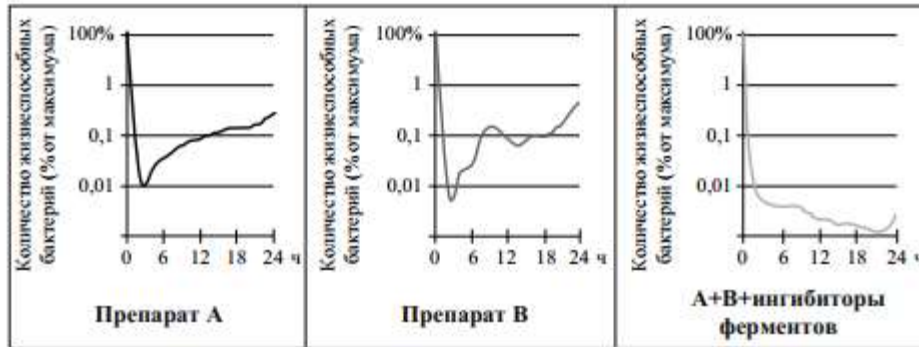 Количество жизнеспособных
бактерий (% от максимума)
100%
1
0,1
0,01
0 6 12 18 24 ч
Препарат А
Количество жизнеспособных
бактерий (% от максимума)
100%
1
0,1
0,01
0 6 12 18 24 ч
Препарат В
Количество жизнеспособных
бактерий (% от максимума)
100%
1
0,1
0,01
0 6 12 18 24 ч
А+В+ингибиторы
ферментов